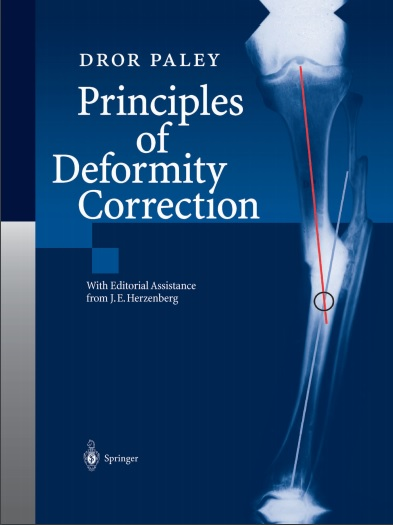 DROR PALEY
Principles
of
Deformity
Correction
With Editorial Assistance
from J. E. Herzenberg
Springer